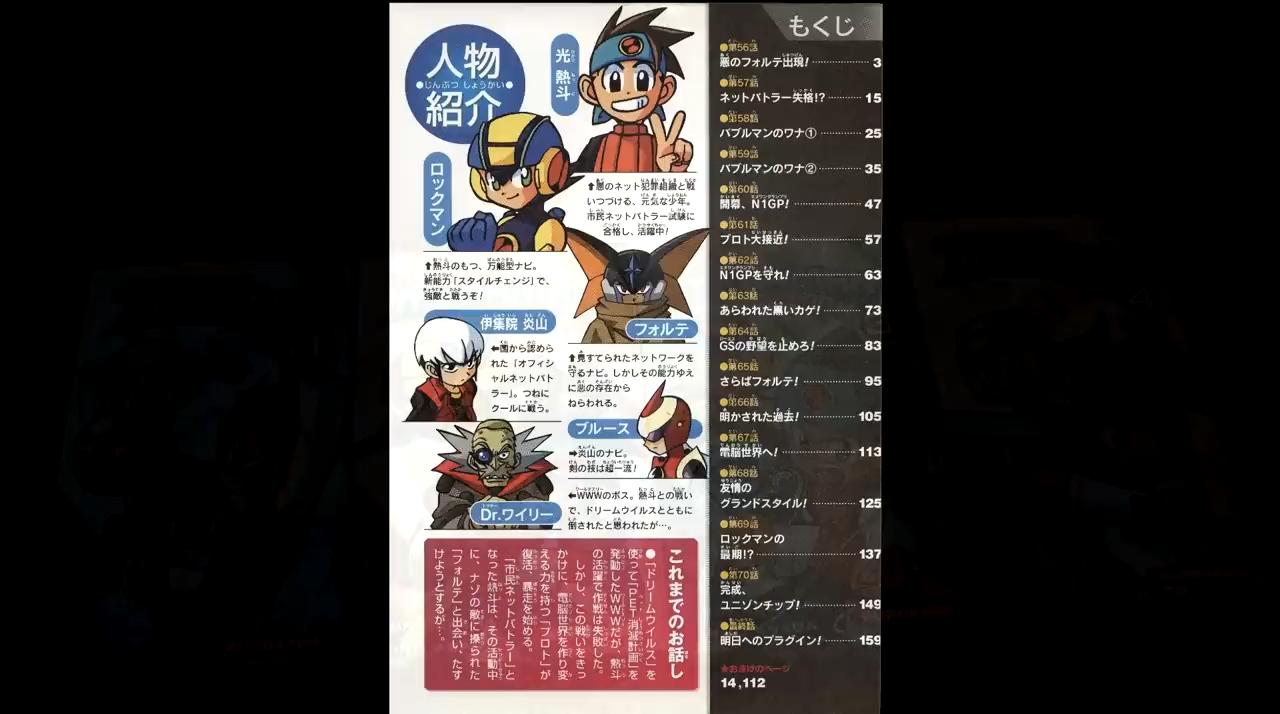 もくじ
●第56話
悪のフォルテ出現! 3
●第57話
ネットバトラー失格!? 15
●第58話
バブルマンのワナ① 25
●第59話
バブルマンのワナ② 35
●第60話
開幕、N1GP! 47
●第61話
プロト大接近! 57
●第62話
N1GPを守れ! 63
●第63話
あらわれた黒いカゲ! 73
●第64話
GSの野望を止めろ! 83
●第65話
さらばフォルテ! 95
●第66話
明かされた過去! 105
●第67話
電脳世界へ! 113
●第68話
友情の
グランドスタイル! 125
●第69話
ロックマンの
最期!? 137
●第70話
完成、
ユニゾンチップ! 149
●最終話
明日へのプラグイン! 159
★おまけのページ
14,112
人物
●じんぶつ しょうかい●
紹介
光 熱斗
⬆悪のネット犯罪組織と戦
いつづける、元気な少年。
市民ネットバトラー試験に
合格し、活躍中!
ロックマン
⬆熱斗のもつ、万能型ナビ。
新能力「スタイルチェンジ」で、
強敵と戦うぞ!
フォルテ
⬆見すてられたネットワークを
守るナビ。しかしその能力ゆえ
に悪の存在から
ねらわれる。
伊集院 炎山
⬅国から認めら
れた「オフィシ
ャルネットバト
ラー」。つねに
クールに戦う。
ブルース
➡炎山のナビ。
剣の技は超一流!
Dr.ワイリー
⬅WWWのボス。熱斗との戦い
で、ドリームウイルスとともに
倒されたと思われたが…。
これまでのお話し
●「ドリームウイルス」を
使って「PET消滅計画」を
発動したWWWだが、熱斗
の活躍で作戦は失敗した。
しかし、この戦いをきっ
かけに、電脳世界を作り変
える力を持つ「プロト」が
復活、暴走を始める。
「市民ネットバトラー」と
なった熱斗は、その活動中
に、ナゾの敵に操られた
「フォルテ」と出会い、たす
けようとするが…。